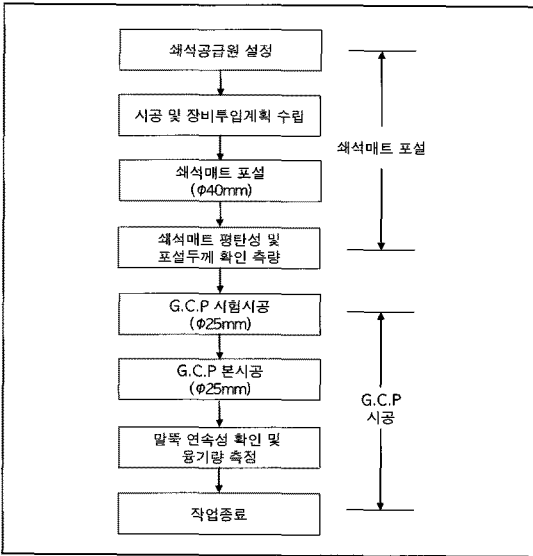 쇄석공급원 설정
시공 및 장비투입계획 수립
쇄석매트 포설
(φ40mm)
쇄석매트 평탄성 및
포설두께 확인 측량
쇄석매트 포설
G.C.P 시험시공
(φ25mm)
G.C.P 본시공
(φ25mm)
말뚝 연속성 확인 및
융기량 측점
작업종료
G.C.P
시공